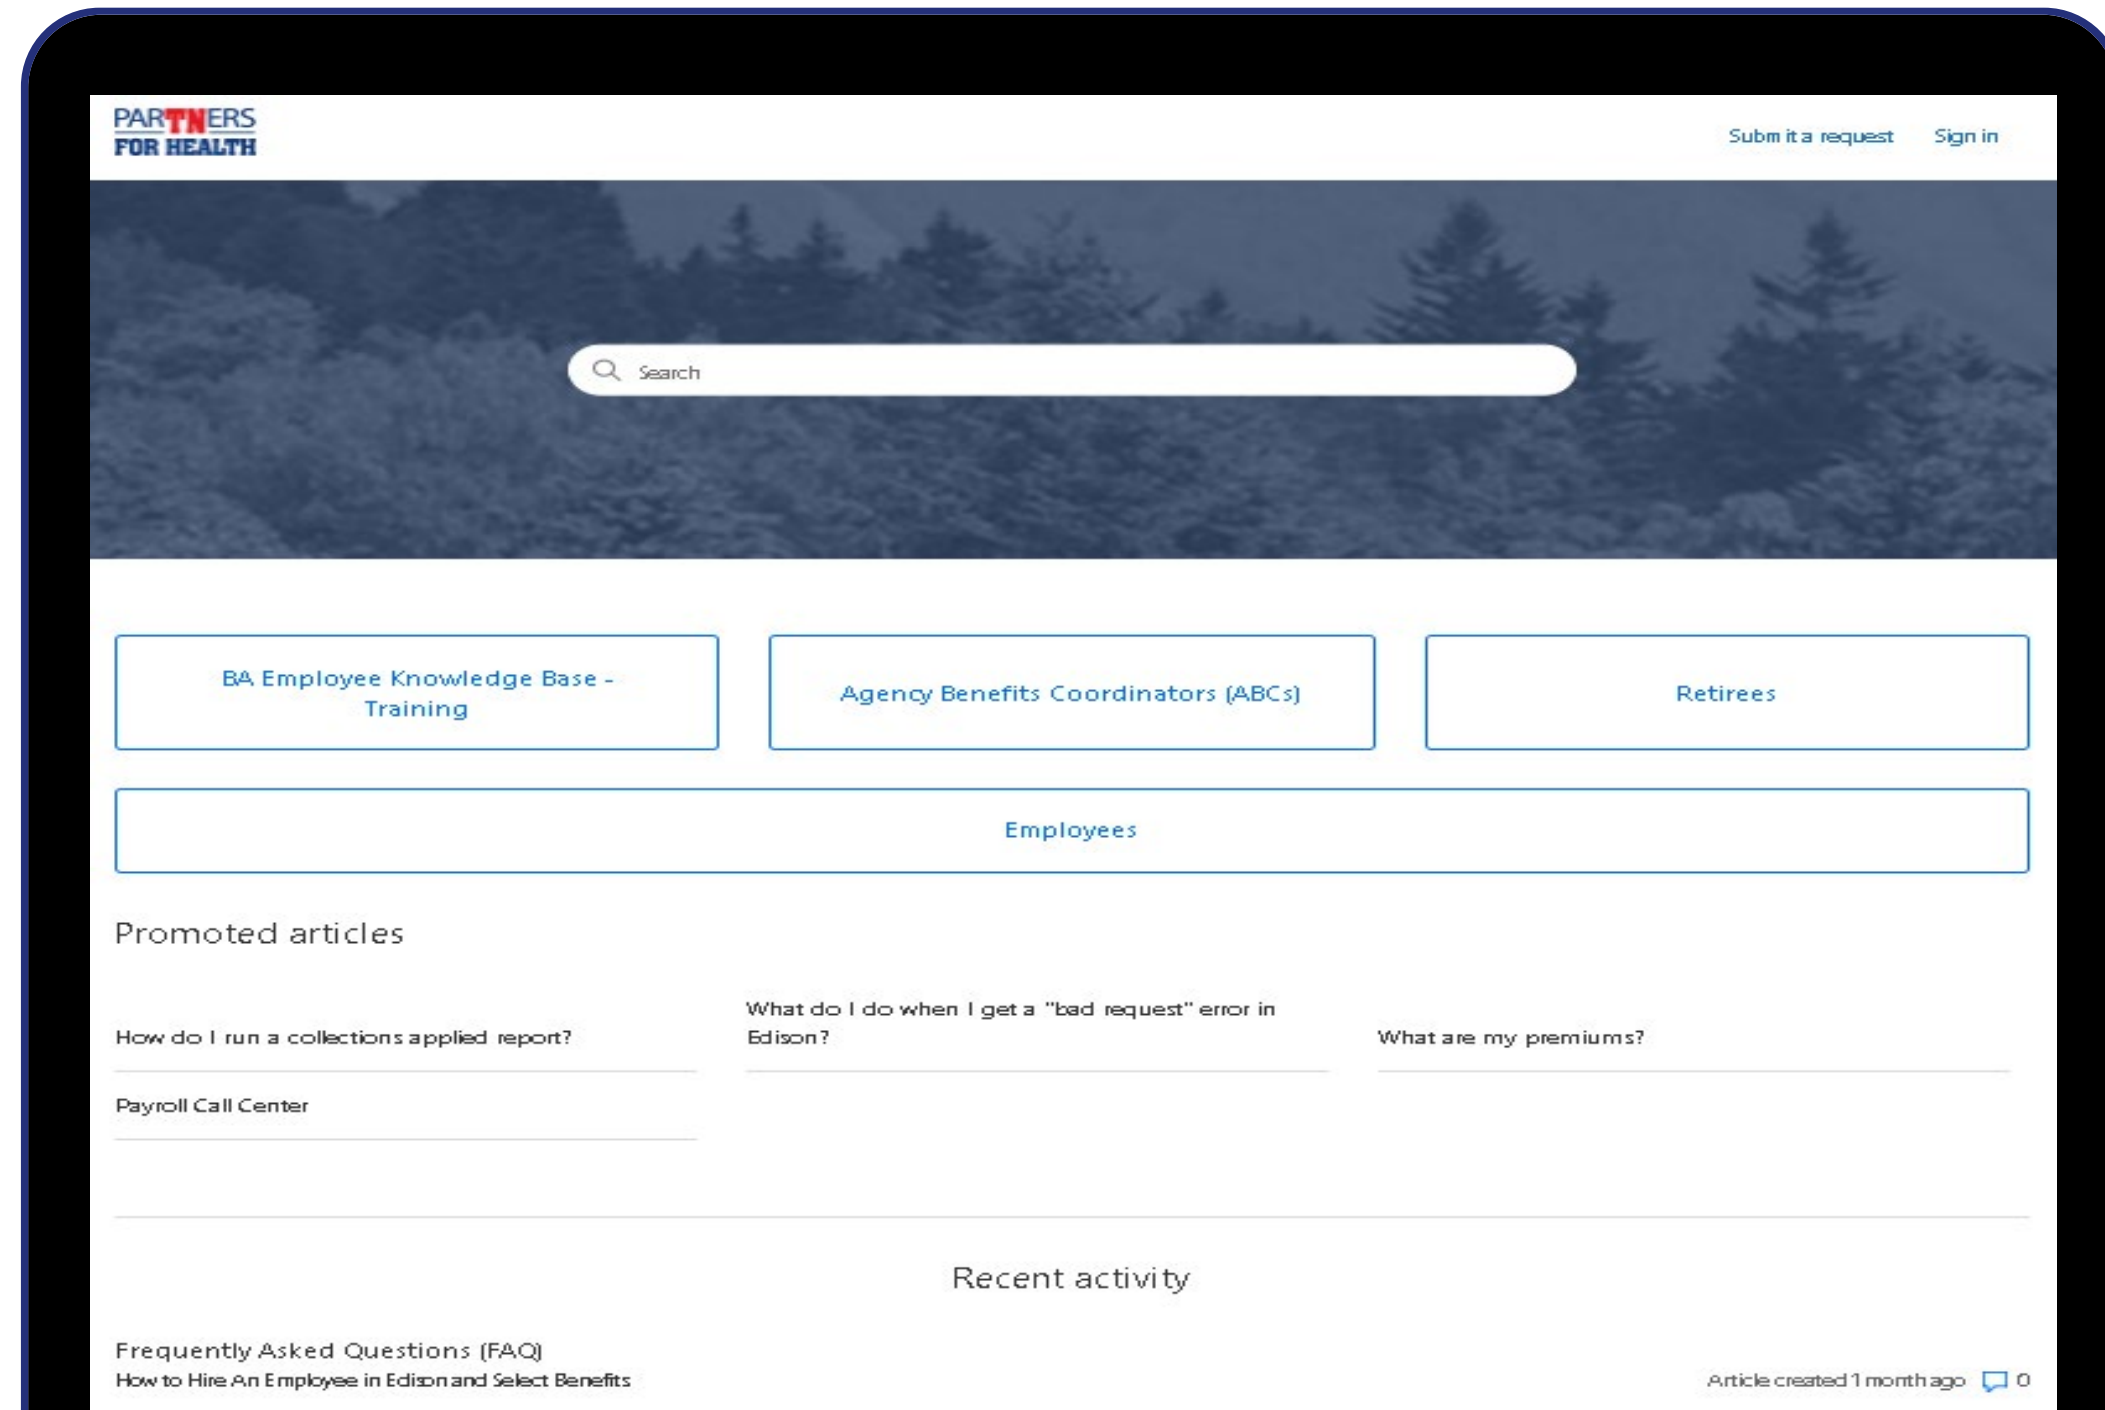 PARTNERS
FOR HEALTH
Submit a request
Sign in
Search
BA Employee Knowledge Base -
Training
Agency Benefits Coordinators (ABCs)
Retirees
Employees
Promoted articles
How do I run a collections applied report?
What do I do when I get a "bad request" error in
Edison?
What are my premiums?
Payroll Call Center
Recent activity
Frequently Asked Questions (FAQ)
How to Hire An Employee in Edison and Select Benefits
Article created 1 month ago 0